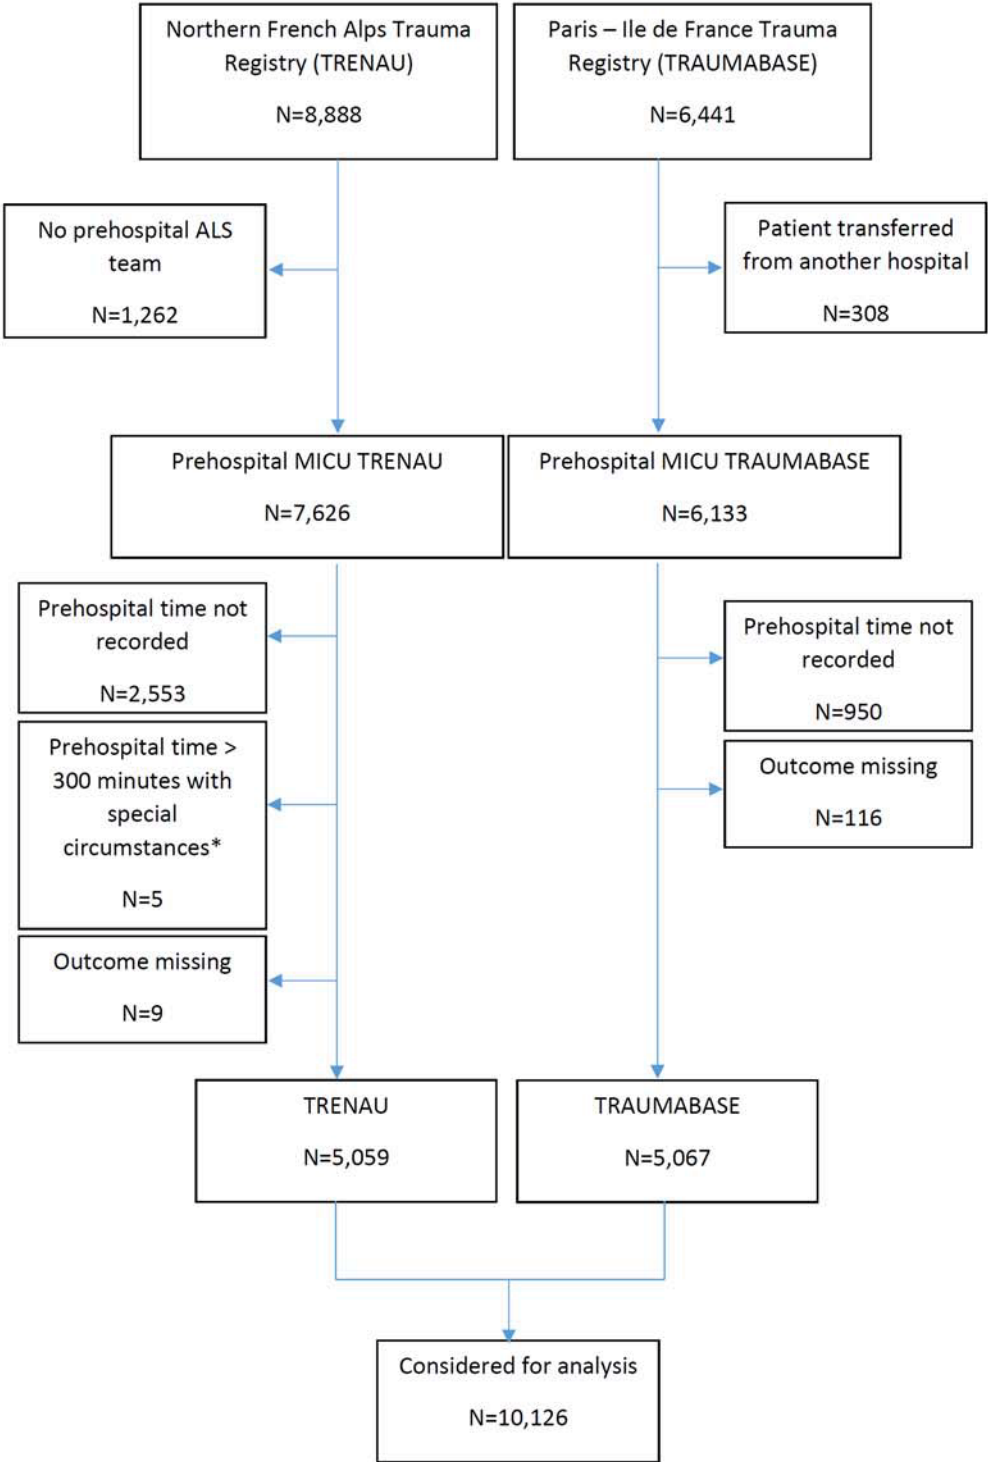 Northern French Alps Trauma
Registry (TRENAU)
N=8,888
Paris – Ile de France Trauma
Registry (TRAUMABASE)
N=6,441
No prehospital ALS
team
N=1,262
Patient transferred
from another hospital
N=308
Prehospital MICU TRENAU
N=7,626
Prehospital MICU TRAUMABASE
N=6,133
Prehospital time not
recorded
N=2,553
Prehospital time not
recorded
N=950
Prehospital time >
300 minutes with
special
circumstances*
N=5
Outcome missing
N=116
Outcome missing
N=9
TRENAU
N=5,059
TRAUMABASE
N=5,067
Considered for analysis
N=10,126